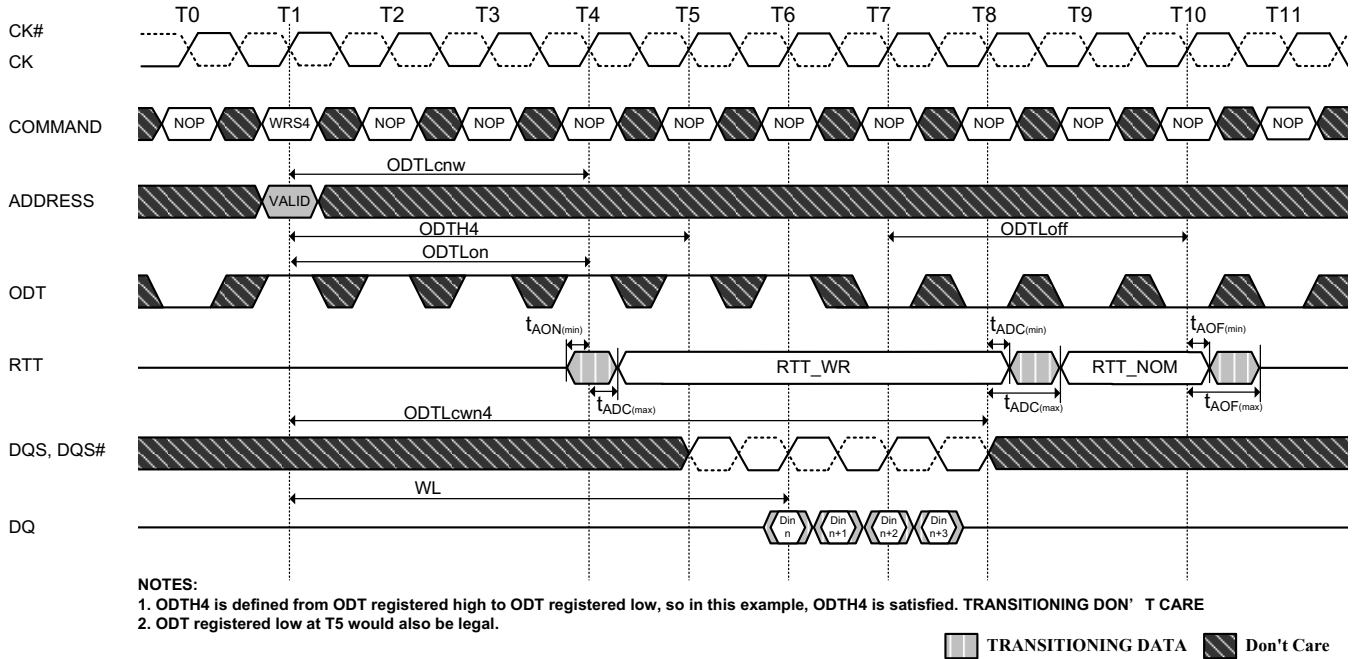 T0 T1 T2 T3 T4 T5 T6 T7 T8 T9 T10 T11
CK#
CK
COMMAND NOP WRS4 NOP NOP NOP NOP NOP NOP NOP NOP NOP NOP
ODTLcnw
ADDRESS VALID
ODTH4 ODTLoff
ODTLon
ODT
tAON(min) tADC(min) tAOF(min)
RTT RTT_WR RTT_NOM
tADC(max) tADC(max) tAOF(max)
ODTLcwn4
DQS, DQS#
WL
DQ Din n Din n+1 Din n+2 Din n+3
NOTES:
1. ODTH4 is defined from ODT registered high to ODT registered low, so in this example, ODTH4 is satisfied. TRANSITIONING DON' T CARE
2. ODT registered low at T5 would also be legal.
TRANSITIONING DATA Don't Care